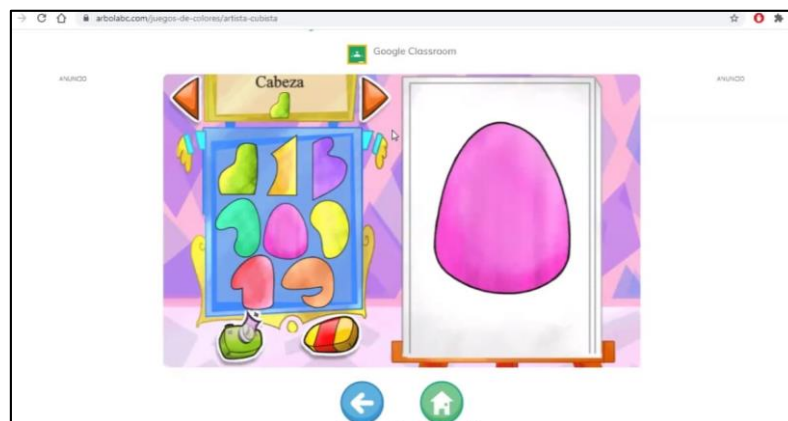 arbolabc.com/juegos-de-colores/artista-cubista
Google Classroom
ANUNCIO
ANUNCIO
Cabeza